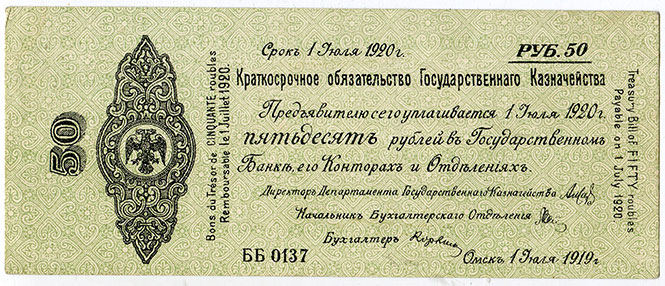 50
Bons du Trésor de CINQUANTE roubles
Remboursable le 1 Juillet 1920.
Срокъ 1 Іюля 1920 г.
РУБ. 50
Краткосрочное обязательство Государственнаго Казначейства
Предъявителю сего уплачивается 1 Іюля 1920 г.
пятьдесятъ рублей въ Государственномъ
Банкѣ, его Конторахъ и Отдѣленіяхъ.
Директоръ Департамента Государственнаго Казначейства
Начальникъ Бухгалтерскаго Отдѣленія
Бухгалтеръ
ББ 0137
Омскъ 1 Іюля 1919 г.
Treasury Bill of FIFTY roubles
Payable on 1 July 1920.